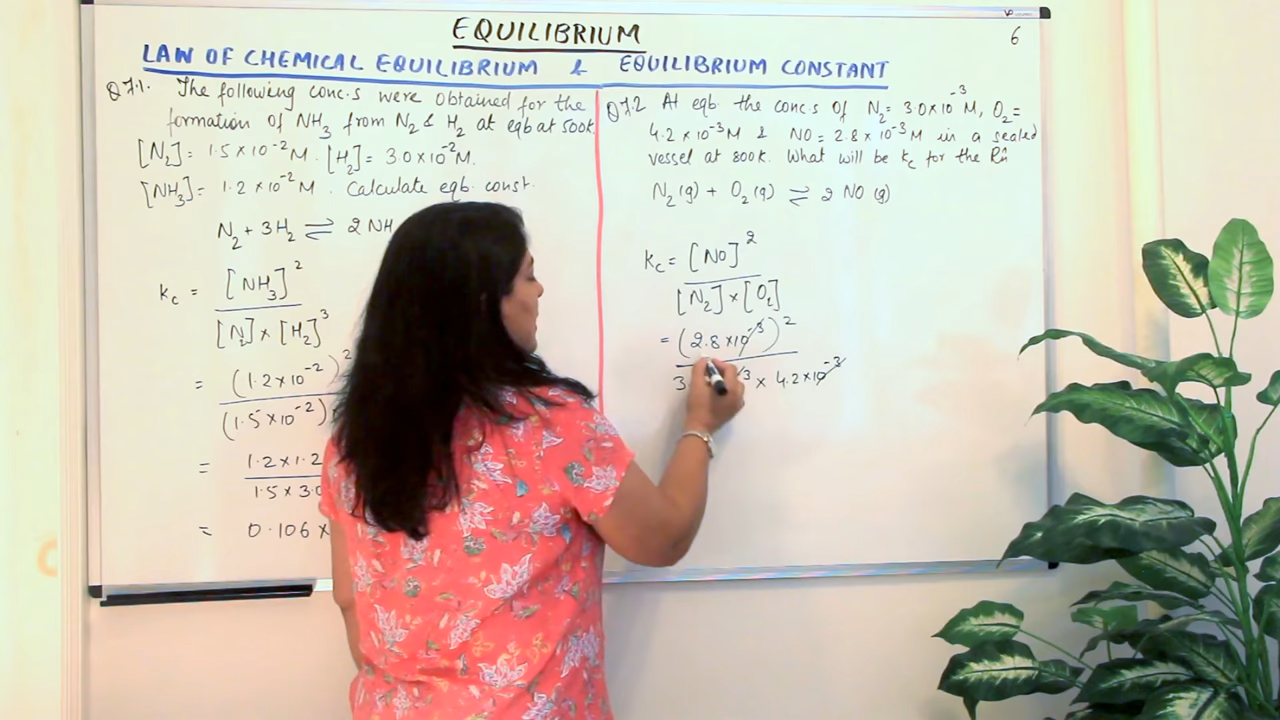 EQUILIBRIUM
6
LAW OF CHEMICAL EQUILIBRIUM & EQUILIBRIUM CONSTANT
Q 7.1. The following conc.s were obtained for the
formation of NH₃ from N₂ & H₂ at eqb at 500K.
[N₂] = 1.5 × 10⁻² M. [H₂] = 3.0 × 10⁻² M.
[NH₃] = 1.2 × 10⁻² M. Calculate eqb. const.
N₂ + 3H₂ ⇌ 2 NH
Kc = [NH₃]²
[N₂] × [H₂]³
= (1.2 × 10⁻²)²
(1.5 × 10⁻²)
= 1.2 × 1.2
1.5 × 3.0
= 0.106 ×
Q 7.2 At eqb. the conc.s of N₂ = 3.0 × 10⁻³ M, O₂ =
4.2 × 10⁻³ M & NO = 2.8 × 10⁻³ M in a sealed
vessel at 800K. What will be Kc for the Rn
N₂(g) + O₂(g) ⇌ 2 NO (g)
Kc = [NO]²
[N₂] × [O₂]
= (2.8 × 10⁻³)²
3 ⁻³ × 4.2 × 10⁻³